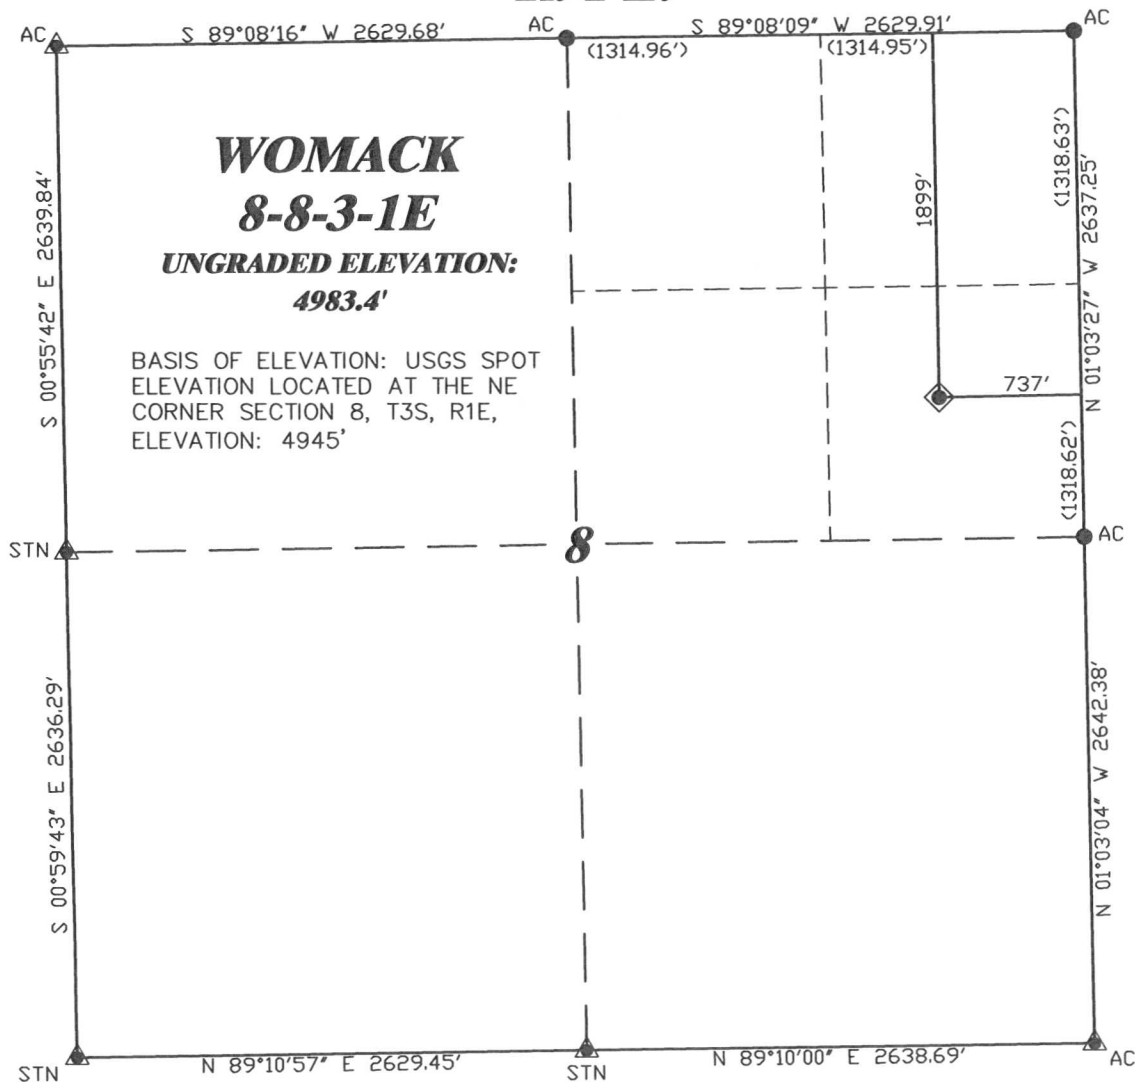 AC
S 89°08'16" W 2629.68'
AC
S 89°08'09" W 2629.91'
AC
(1314.96')
(1314.95')
WOMACK
8-8-3-1E
UNGRADED ELEVATION:
4983.4'
BASIS OF ELEVATION: USGS SPOT
ELEVATION LOCATED AT THE NE
CORNER SECTION 8, T3S, R1E,
ELEVATION: 4945'
S 00°55'42" E 2639.84'
1899'
(1318.63')
N 01°03'27" W 2637.25'
737'
(1318.62')
STN
8
AC
S 00°59'43" E 2636.29'
N 01°03'04" W 2642.38'
STN
N 89°10'57" E 2629.45'
STN
N 89°10'00" E 2638.69'
AC